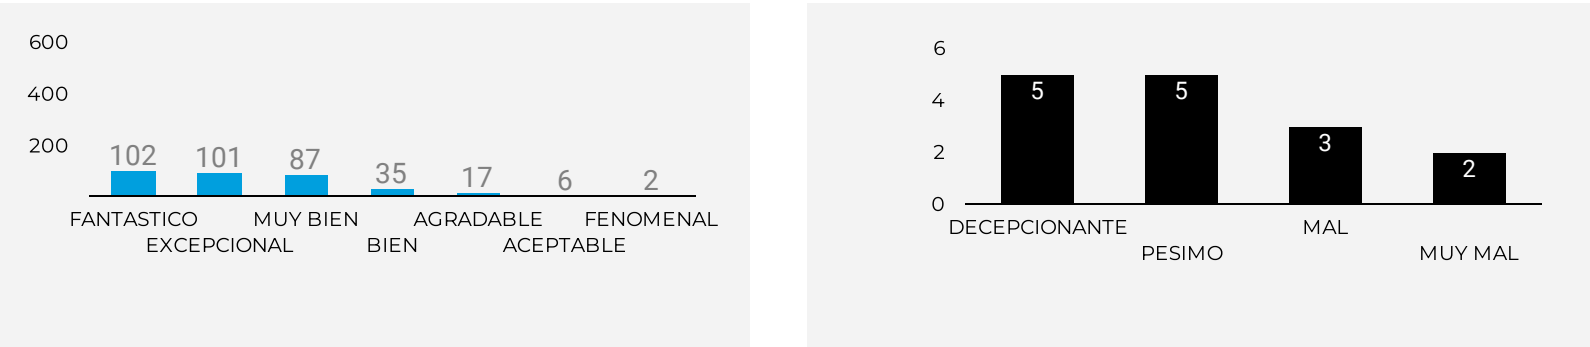 600
400
200
102
101
87
35
17
6
2
FANTASTICO
MUY BIEN
AGRADABLE
FENOMENAL
EXCEPCIONAL
BIEN
ACEPTABLE
6
4
2
0
5
5
3
2
DECEPCIONANTE
MAL
PESIMO
MUY MAL